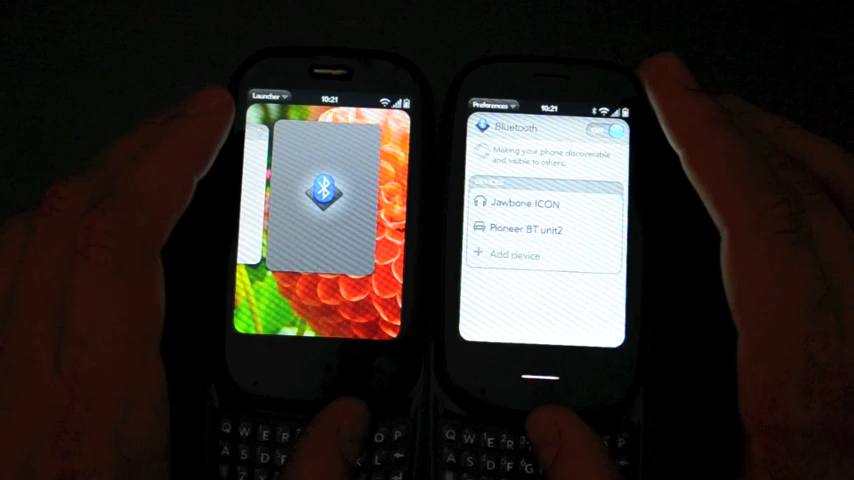 Launcher
10:21
Preferences
10:21
Bluetooth
Making your phone discoverable
and visible to others.
Jawbone ICON
Pioneer BT unit2
Add device
Q W E R O P
A S D F K L
Q W E R P
A S D F G